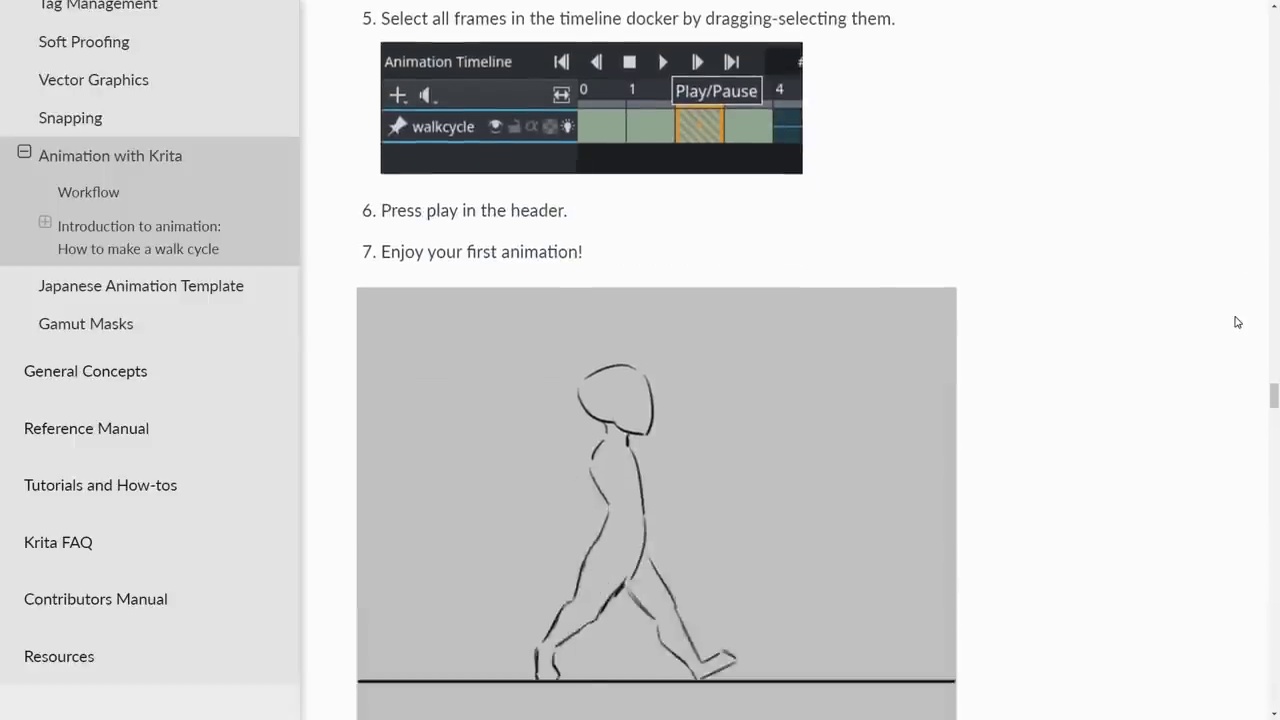 Tag Management
Soft Proofing
Vector Graphics
Snapping
Animation with Krita
Workflow
Introduction to animation:
How to make a walk cycle
Japanese Animation Template
Gamut Masks
General Concepts
Reference Manual
Tutorials and How-tos
Krita FAQ
Contributors Manual
Resources
5. Select all frames in the timeline docker by dragging-selecting them.
Animation Timeline
0 1 4
Play/Pause
walkcycle
6. Press play in the header.
7. Enjoy your first animation!